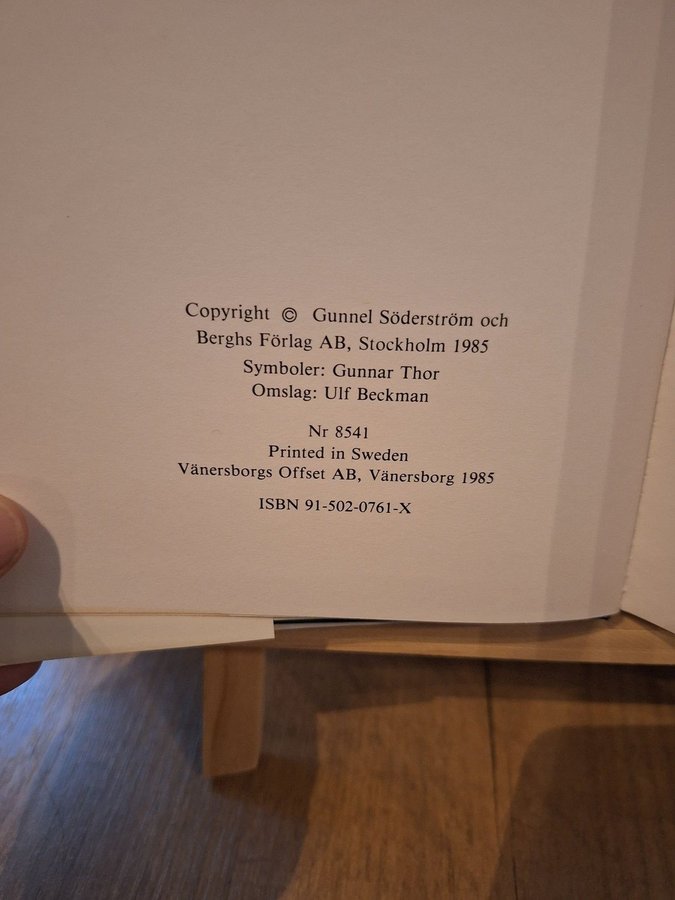 Copyright © Gunnel Söderström och
Berghs Förlag AB, Stockholm 1985
Symboler: Gunnar Thor
Omslag: Ulf Beckman
Nr 8541
Printed in Sweden
Vänersborgs Offset AB, Vänersborg 1985
ISBN 91-502-0761-X